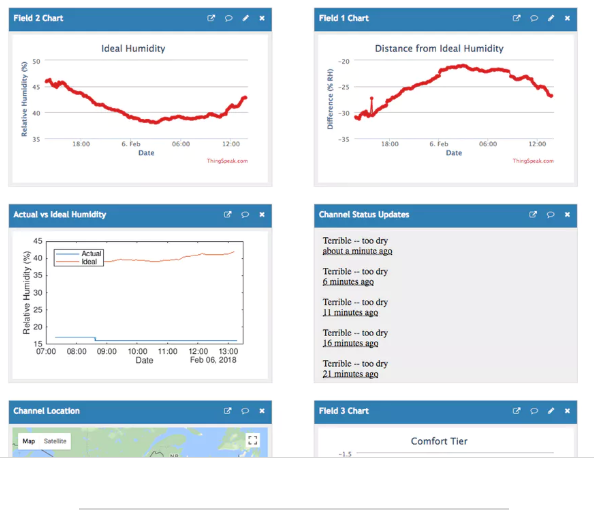 Field 2 Chart
Ideal Humidity
50
45
40
35
Relative Humidity (%)
18:00 6. Feb 06:00 12:00
Date
ThingSpeak.com
Field 1 Chart
Distance from Ideal Humidity
-20
-25
-30
-35
Difference (% RH)
18:00 6. Feb 06:00 12:00
Date
ThingSpeak.com
Actual vs Ideal Humidity
45
40
35
30
25
20
15
Relative Humidity (%)
Actual
Ideal
07:00 08:00 09:00 10:00 11:00 12:00 13:00
Date
Feb 06, 2018
Channel Status Updates
Terrible -- too dry
about a minute ago
Terrible -- too dry
6 minutes ago
Terrible -- too dry
11 minutes ago
Terrible -- too dry
16 minutes ago
Terrible -- too dry
21 minutes ago
Channel Location
Map Satellite
Field 3 Chart
Comfort Tier
-1.5